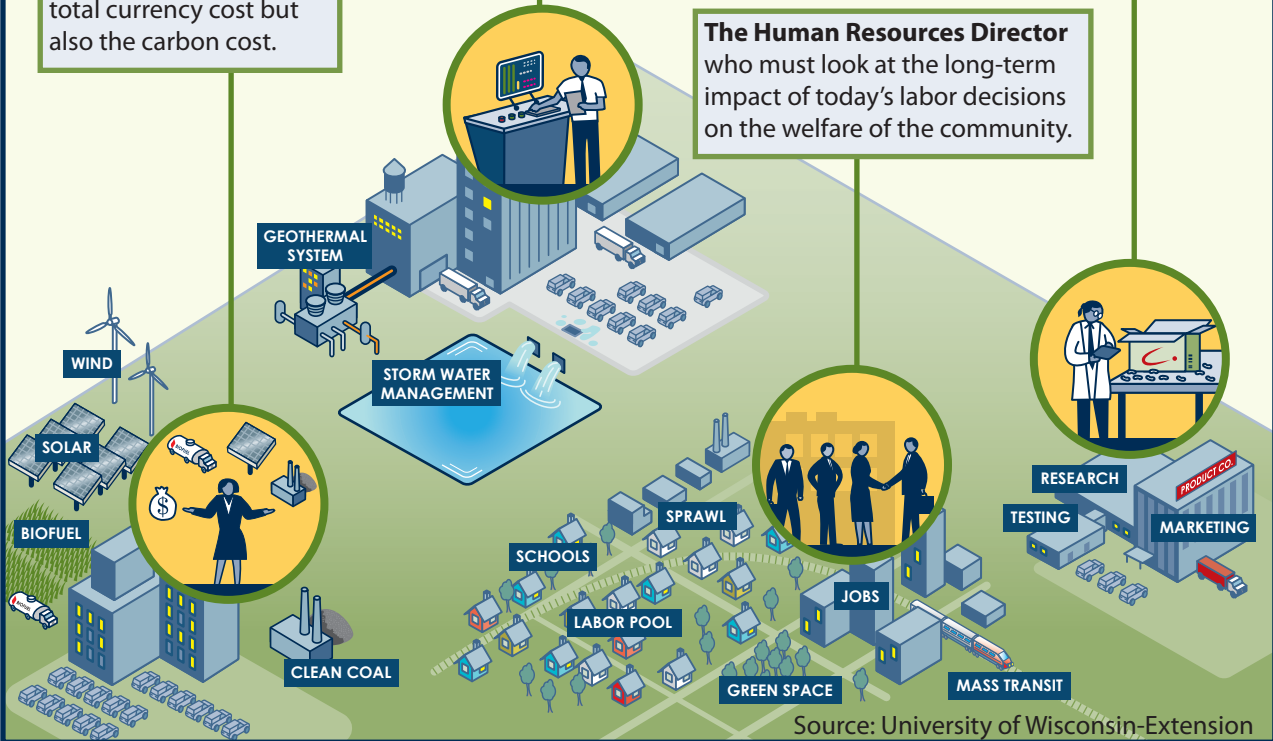 total currency cost but
also the carbon cost.
The Human Resources Director
who must look at the long-term
impact of today's labor decisions
on the welfare of the community.
GEOTHERMAL
SYSTEM
WIND
STORM WATER
MANAGEMENT
SOLAR
BIOFUEL
$
BIOFUEL
BIOFUEL
CLEAN COAL
SPRAWL
SCHOOLS
LABOR POOL
JOBS
GREEN SPACE
MASS TRANSIT
RESEARCH
PRODUCT CO.
TESTING
MARKETING
Source: University of Wisconsin-Extension